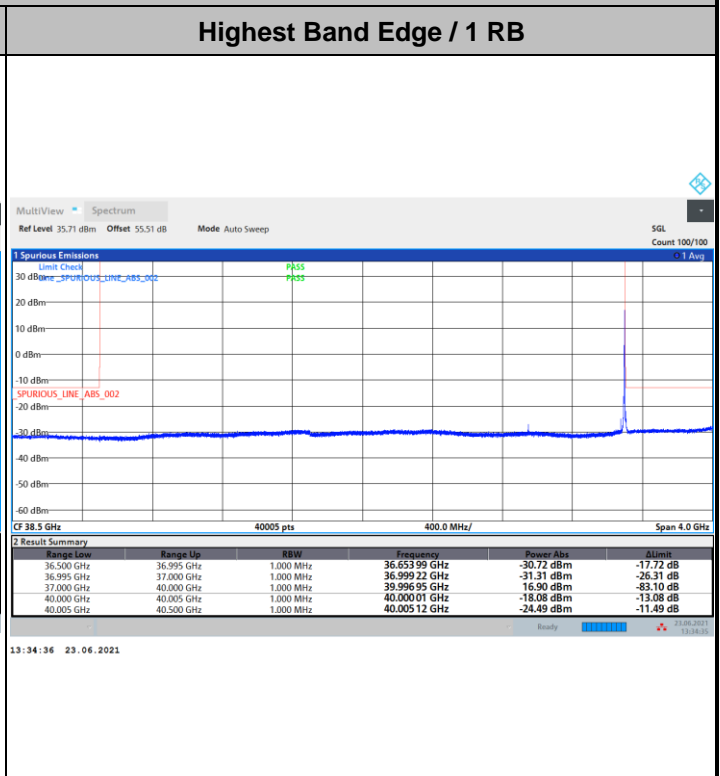 Highest Band Edge / 1 RB
MultiView Spectrum
Ref Level 35.71 dBm Offset 55.51 dB Mode Auto Sweep SGL
Count 100/100
1 Spurious Emissions 1 Avg
Limit Check PASS
30 dBm Line _SPURIOUS_LINE_ABS_002 PASS
20 dBm
10 dBm
0 dBm
-10 dBm
_SPURIOUS_LINE_ABS_002
-20 dBm
-30 dBm
-40 dBm
-50 dBm
-60 dBm
CF 38.5 GHz 40005 pts 400.0 MHz/ Span 4.0 GHz
2 Result Summary
Range Low Range Up RBW Frequency Power Abs ΔLimit
36.500 GHz 36.995 GHz 1.000 MHz 36.653 99 GHz -30.72 dBm -17.72 dB
36.995 GHz 37.000 GHz 1.000 MHz 36.999 22 GHz -31.31 dBm -26.31 dB
37.000 GHz 40.000 GHz 1.000 MHz 39.996 95 GHz 16.90 dBm -83.10 dB
40.000 GHz 40.005 GHz 1.000 MHz 40.000 01 GHz -18.08 dBm -13.08 dB
40.005 GHz 40.500 GHz 1.000 MHz 40.005 12 GHz -24.49 dBm -11.49 dB
Ready 23.06.2021
13:34:35
13:34:36 23.06.2021